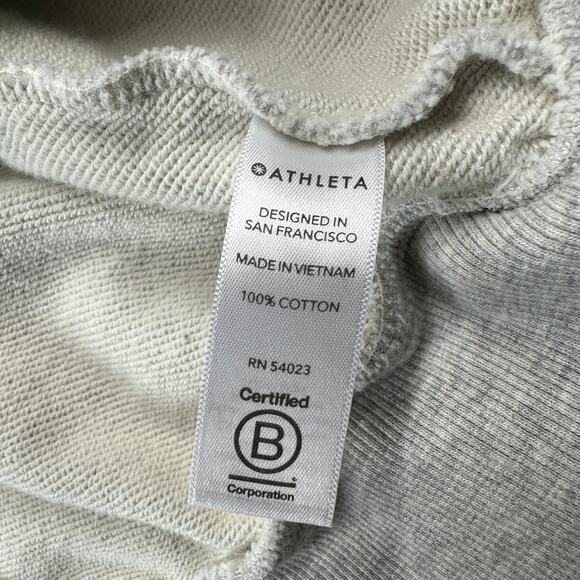 ATHLETA
DESIGNED IN
SAN FRANCISCO
MADE IN VIETNAM
100% COTTON
RN 54023
Certified
B
Corporation